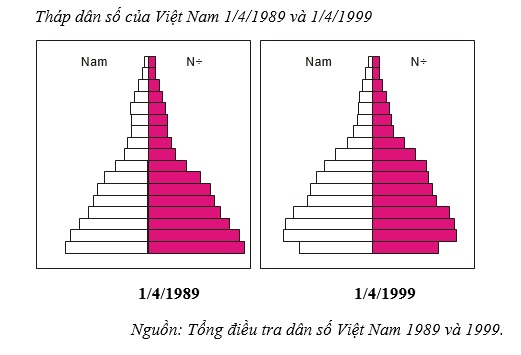 Tháp dân số của Việt Nam 1/4/1989 và 1/4/1999
Nam N÷
Nam N÷
1/4/1989
1/4/1999
Nguồn: Tổng điều tra dân số Việt Nam 1989 và 1999.